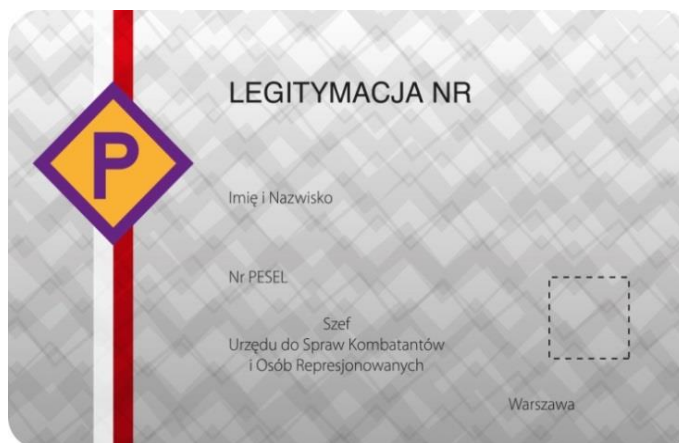 LEGITYMACJA NR
P
Imię i Nazwisko
Nr PESEL
Szef
Urzędu do Spraw Kombatantów
i Osób Represjonowanych
Warszawa